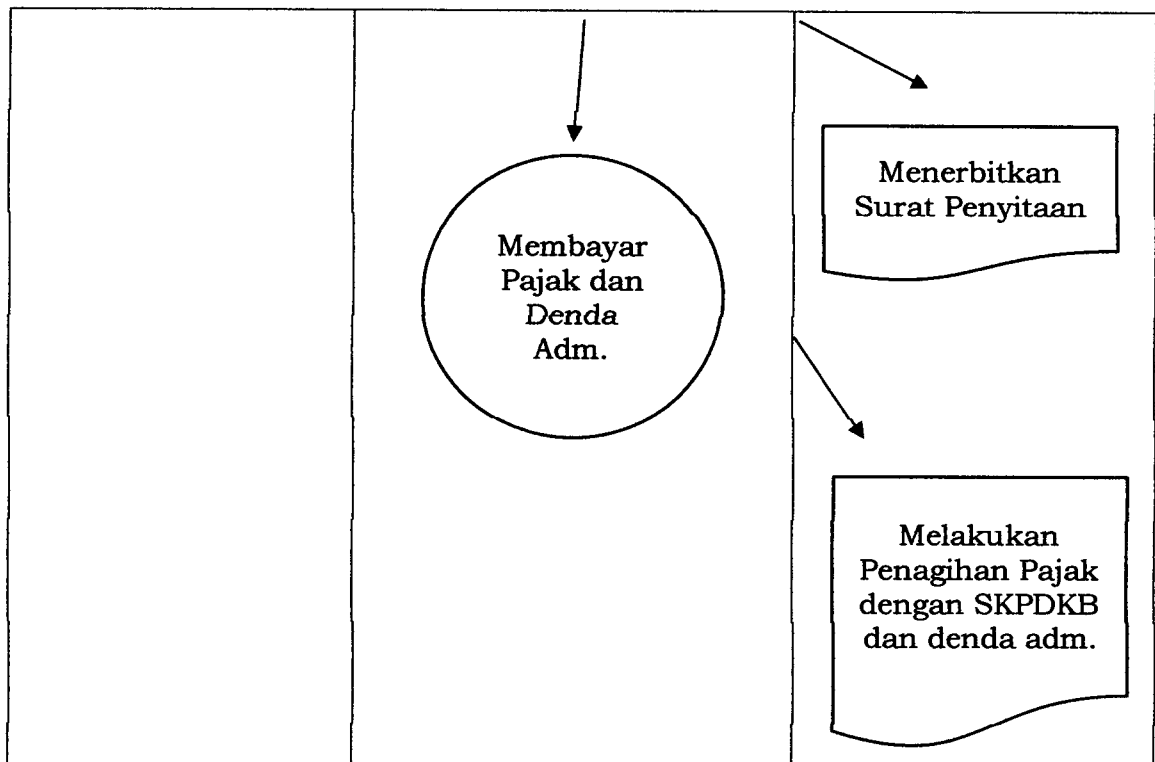 Menerbitkan
Surat Penyitaan
Membayar
Pajak dan
Denda
Adm.
Melakukan
Penagihan Pajak
dengan SKPDKB
dan denda adm.